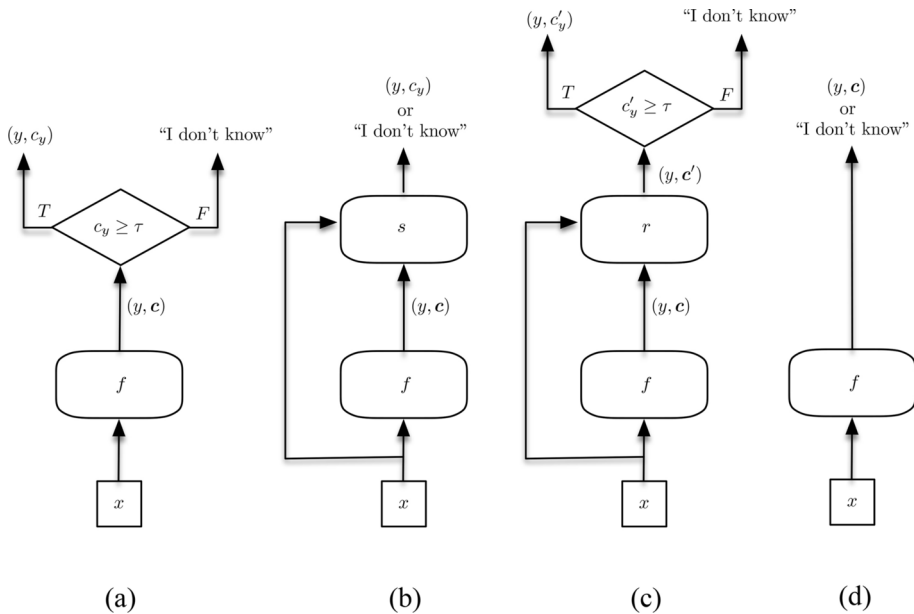 (y, c_y)
"I don't know"
T
F
c_y ≥ τ
(y, c)
f
x
(a)
(y, c_y)
or
"I don't know"
s
(y, c)
f
x
(b)
(y, c'_y)
"I don't know"
T
F
c'_y ≥ τ
(y, c')
r
(y, c)
f
x
(c)
(y, c)
or
"I don't know"
f
x
(d)